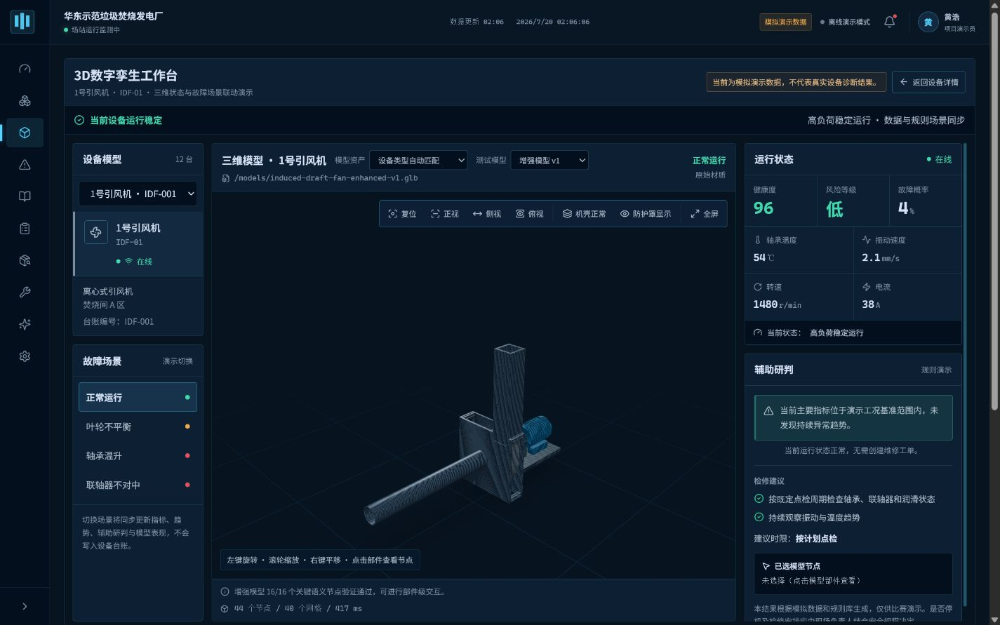 华东示范垃圾焚烧发电厂
场站运行监测中
数据更新 02:06 2026/7/20 02:06:06
模拟演示数据
离线演示模式
黄
黄浩
项目演示员
3D数字孪生工作台
1号引风机 • IDF-01 • 三维状态与故障场景联动演示
当前为模拟演示数据，不代表真实设备诊断结果。
返回设备详情
当前设备运行稳定
高负荷稳定运行 • 数据与规则场景同步
设备模型
12 台
1号引风机 • IDF-001
1号引风机
IDF-01
在线
离心式引风机
焚烧间 A 区
台账编号：IDF-001
故障场景
演示切换
正常运行
叶轮不平衡
轴承温升
联轴器不对中
切换场景将同步更新指标、趋
势、辅助研判与模型表现，不会
写入设备台账。
三维模型 • 1号引风机
模型资产
设备类型自动匹配
测试模型
增强模型 v1
正常运行
原始材质
/models/induced-draft-fan-enhanced-v1.glb
复位
正视
侧视
俯视
机壳正常
防护罩显示
全屏
左键旋转 • 滚轮缩放 • 右键平移 • 点击部件查看节点
增强模型 16/16 个关键语义节点验证通过，可进行部件级交互。
44 个节点 / 40 个网格 / 417 ms
运行状态
在线
健康度
96
风险等级
低
故障概率
4%
轴承温度
54℃
振动速度
2.1mm/s
转速
1480r/min
电流
38A
当前状态： 高负荷稳定运行
辅助研判
规则演示
当前主要指标位于演示工况基准范围内，未
发现持续异常趋势。
当前运行状态正常，无需创建维修工单。
检修建议
按既定点检周期检查轴承、联轴器和润滑状态
持续观察振动与温度趋势
建议时限：按计划点检
已选模型节点
未选择（点击模型部件查看）
本结果根据模拟数据和规则库生成，仅供比赛演示。是否停
机及检修安排应由现场负责人结合安全规程决定。